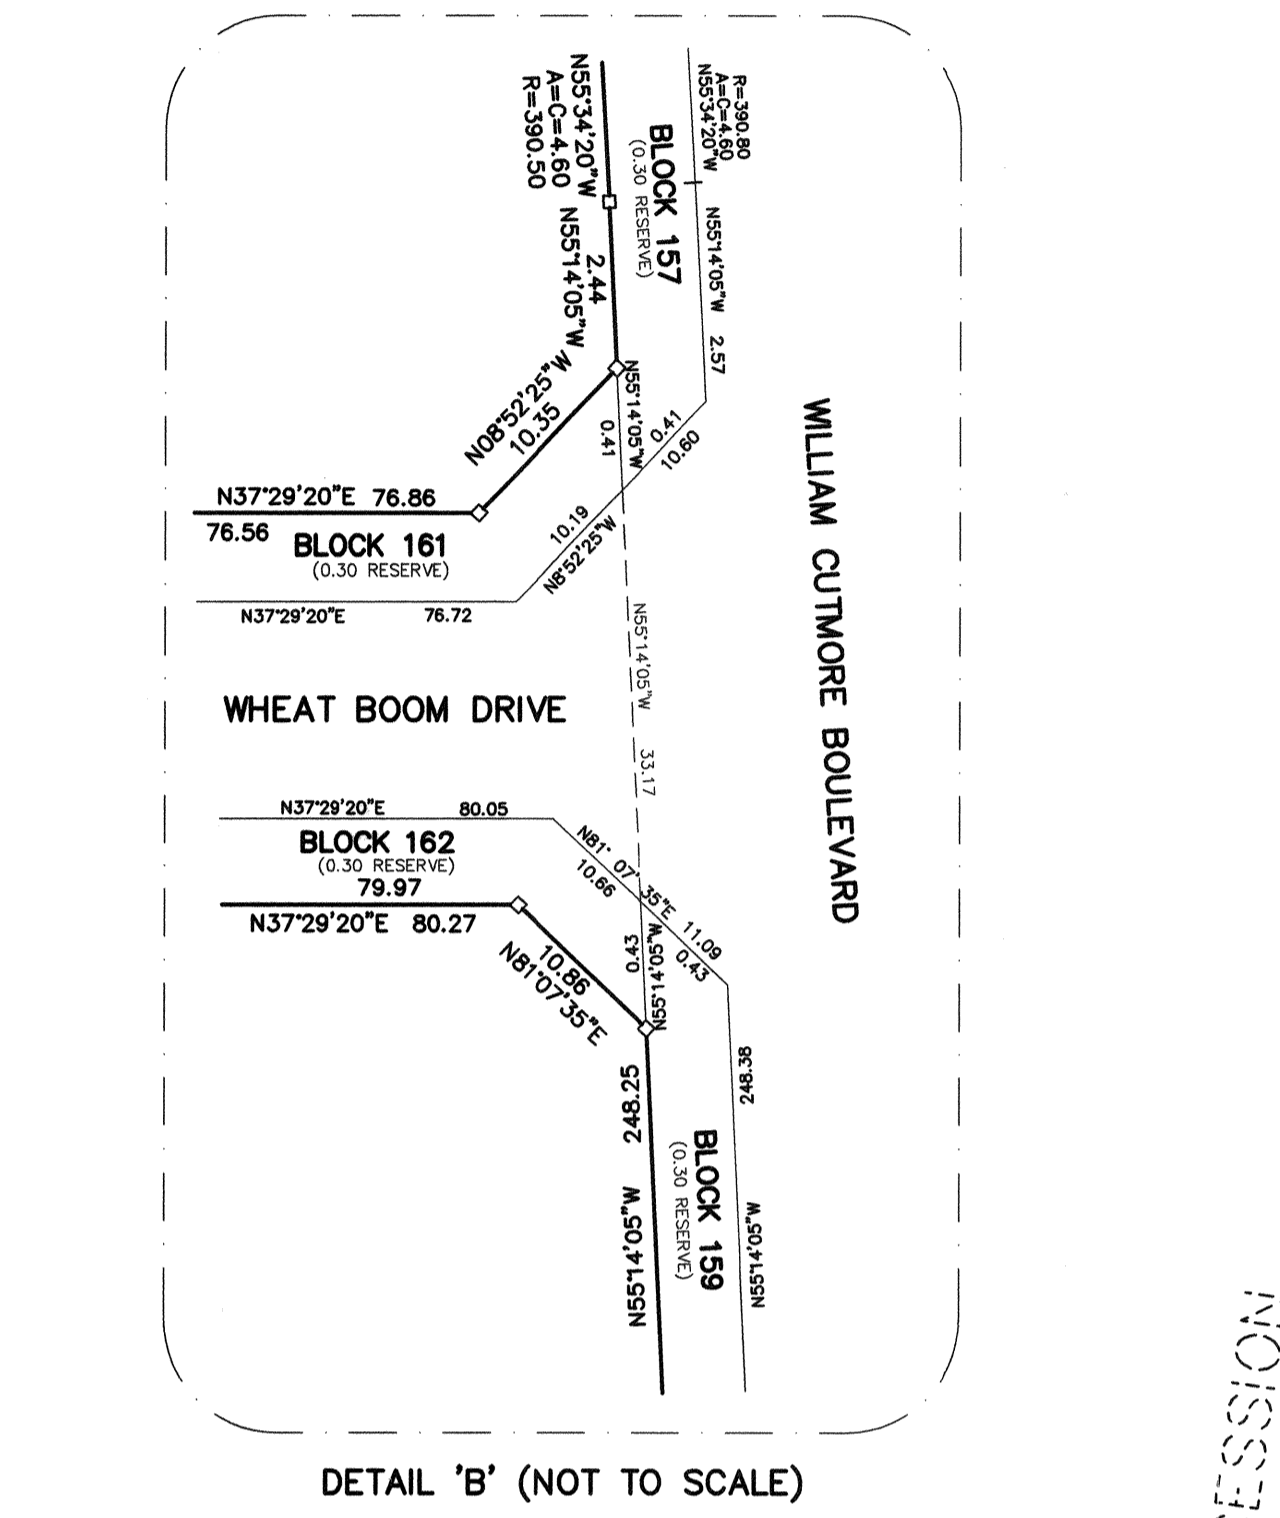 N55°34'20"W
A=C=4.60
R=390.50
BLOCK 157
(0.30 RESERVE)
R=390.80
A=C=4.60
N55°34'20"W
N55°14'05"W 2.57
2.44
N55°14'05"W
N08°52'25"W
10.35
N55°14'05"W
0.41
0.41
10.60
N37°29'20"E 76.86
76.56
BLOCK 161
(0.30 RESERVE)
10.19
N8°52'25"W
N37°29'20"E 76.72
N55°14'05"W 33.17
WHEAT BOOM DRIVE
WILLIAM CUTMORE BOULEVARD
N37°29'20"E 80.05
BLOCK 162
(0.30 RESERVE)
79.97
N37°29'20"E 80.27
N81°07'35"E 11.09
10.66
0.43
0.43
N55°14'05"W
10.86
N81°07'35"E
N55°14'05"W 248.25
BLOCK 159
(0.30 RESERVE)
N55°14'05"W 248.38
DETAIL 'B' (NOT TO SCALE)
ESSION